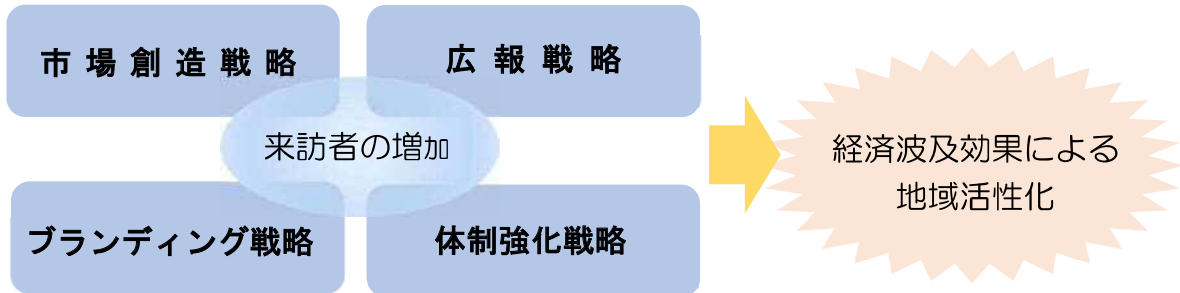 市場創造戦略
広報戦略
来訪者の増加
ブランディング戦略
体制強化戦略
経済波及効果による
地域活性化